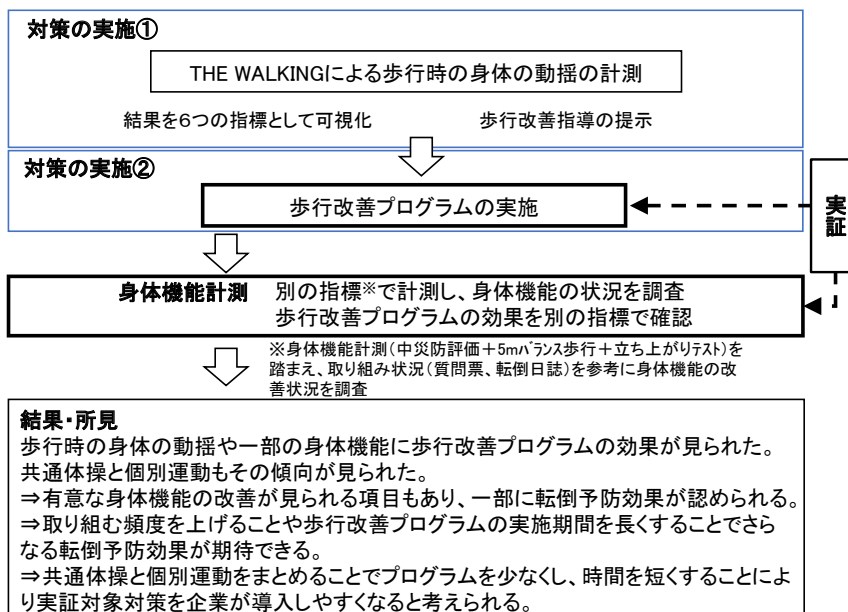 対策の実施①
THE WALKINGによる歩行時の身体の動揺の計測
結果を6つの指標として可視化　歩行改善指導の提示
対策の実施②
歩行改善プログラムの実施
実証
身体機能計測　別の指標※で計測し、身体機能の状況を調査
歩行改善プログラムの効果を別の指標で確認
※身体機能計測（中災防評価＋5mバランス歩行＋立ち上がりテスト）を
踏まえ、取り組み状況（質問票、転倒日誌）を参考に身体機能の改
善状況を調査
結果・所見
歩行時の身体の動揺や一部の身体機能に歩行改善プログラムの効果が見られた。
共通体操と個別運動もその傾向が見られた。
⇒有意な身体機能の改善が見られる項目もあり、一部に転倒予防効果が認められる。
⇒取り組む頻度を上げることや歩行改善プログラムの実施期間を長くすることでさら
なる転倒予防効果が期待できる。
⇒共通体操と個別運動をまとめることでプログラムを少なくし、時間を短くすることによ
り実証対象対策を企業が導入しやすくなると考えられる。